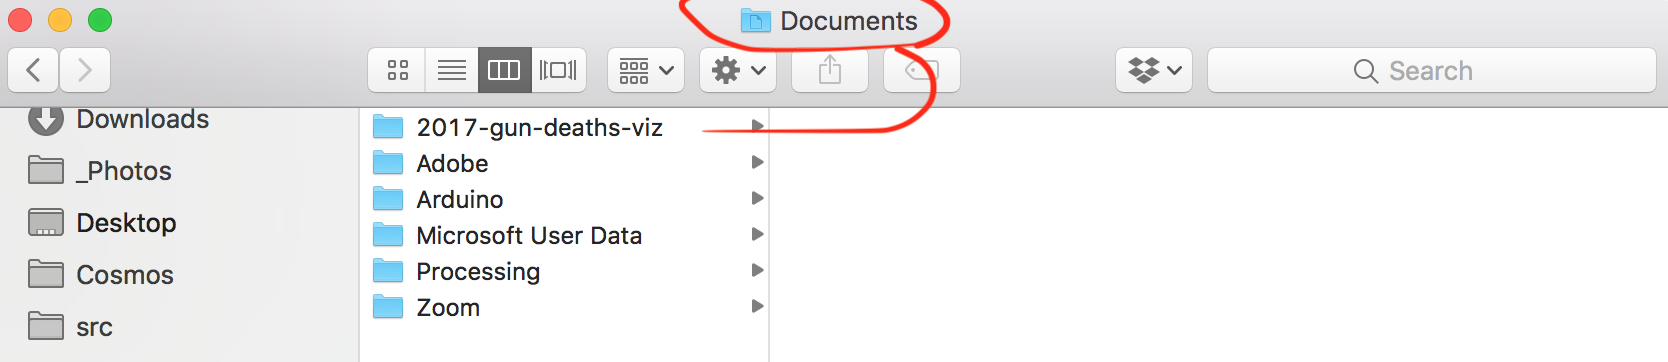 Documents
Search
Downloads
_Photos
Desktop
Cosmos
src
2017-gun-deaths-viz
Adobe
Arduino
Microsoft User Data
Processing
Zoom